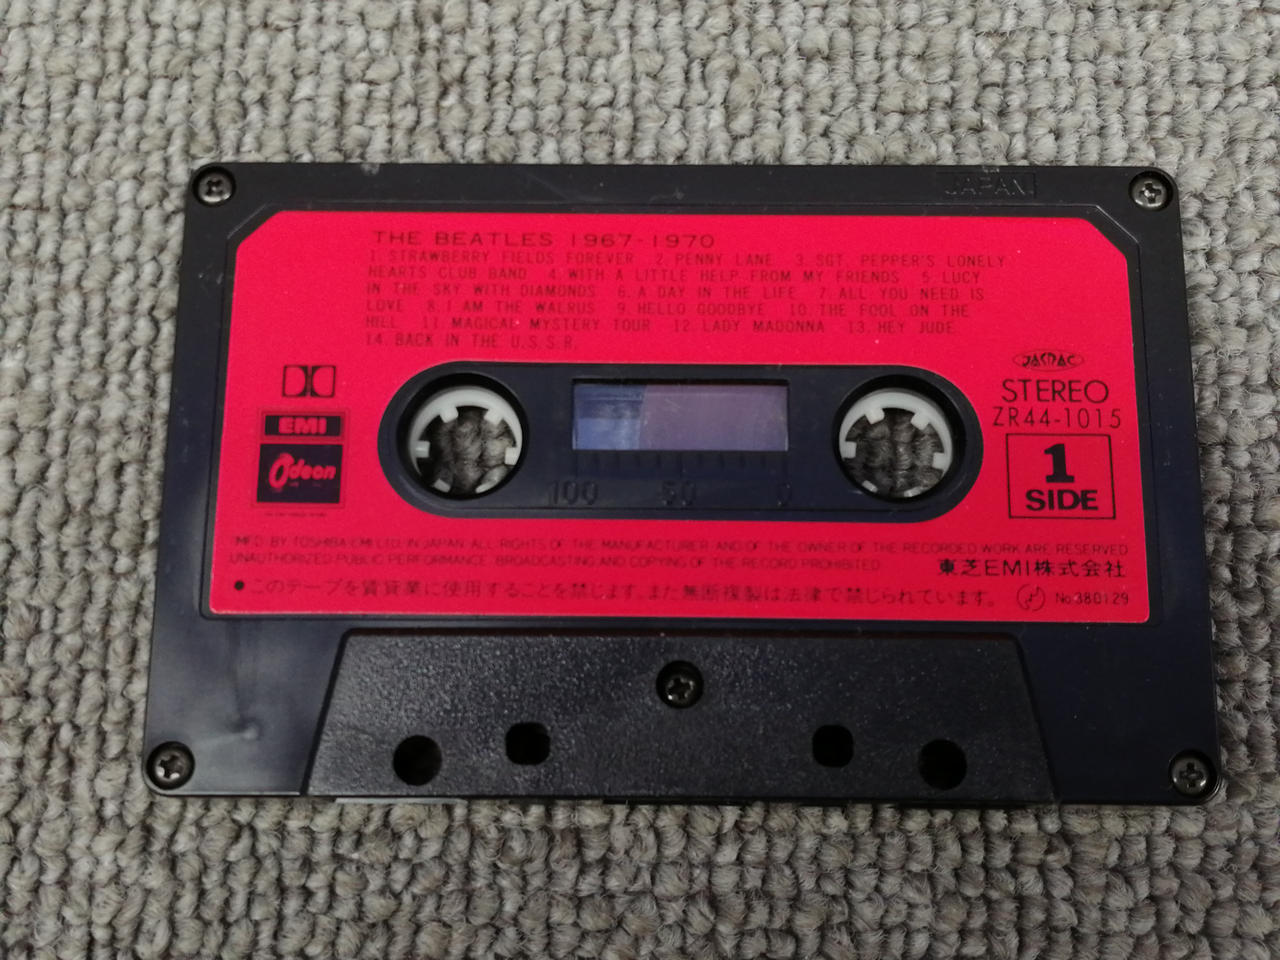 JAPAN
THE BEATLES 1967-1970
1. STRAWBERRY FIELDS FOREVER 2. PENNY LANE 3. SGT. PEPPER'S LONELY
HEARTS CLUB BAND 4. WITH A LITTLE HELP FROM MY FRIENDS 5. LUCY
IN THE SKY WITH DIAMONDS 6. A DAY IN THE LIFE 7. ALL YOU NEED IS
LOVE 8. I AM THE WALRUS 9. HELLO GOODBYE 10. THE FOOL ON THE
HILL 11. MAGICAL MYSTERY TOUR 12. LADY MADONNA 13. HEY JUDE
14. BACK IN THE U.S.S.R.
JASRAC
STEREO
ZR44-1015
EMI
Odeon
1
SIDE
100 50 0
MFD. BY TOSHIBA EMI LTD. IN JAPAN. ALL RIGHTS OF THE MANUFACTURER AND OF THE OWNER OF THE RECORDED WORK ARE RESERVED
UNAUTHORIZED PUBLIC PERFORMANCE. BROADCASTING AND COPYING OF THE RECORD PROHIBITED
東芝EMI株式会社
●このテープを賃貸業に使用することを禁じます。また無断複製は法律で禁じられています。
No.380129